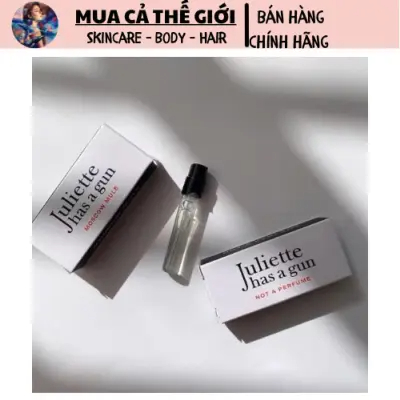 MUA CẢ THẾ GIỚI
SKINCARE - BODY - HAIR
BÁN HÀNG
CHÍNH HÃNG
Juliette
has a gun
MOSCOW MULE
Juliette
has a gun
NOT A PERFUME